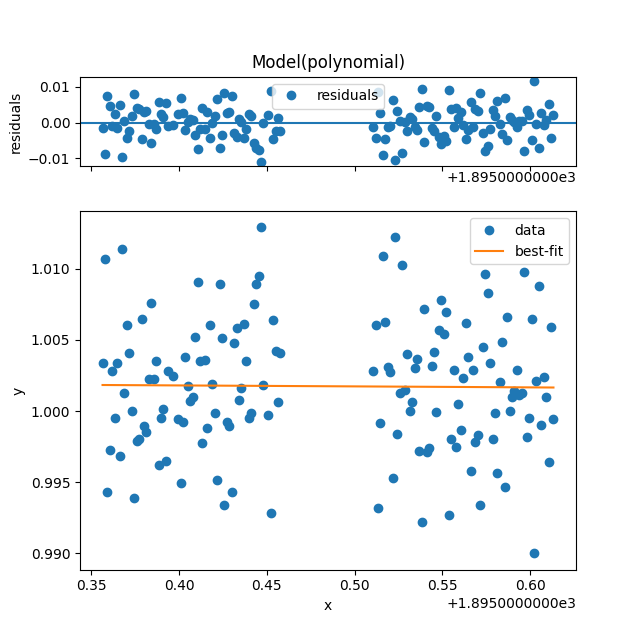 Model(polynomial)
0.01
0.00
−0.01
residuals
residuals
+1.8950000000e3
1.010
1.005
1.000
0.995
0.990
y
data
best-fit
0.35 0.40 0.45 0.50 0.55 0.60
x
+1.8950000000e3